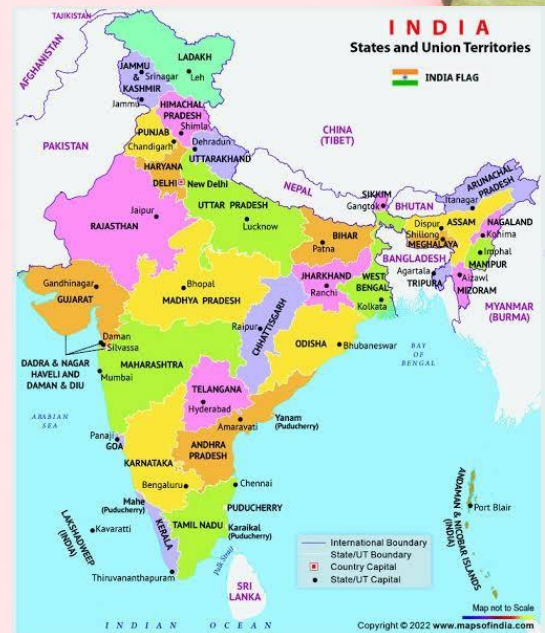 INDIA
States and Union Territories
INDIA FLAG
TAJIKISTAN
AFGHANISTAN
PAKISTAN
CHINA
(TIBET)
NEPAL
BHUTAN
BANGLADESH
MYANMAR
(BURMA)
SRI
LANKA
LADAKH
Leh
JAMMU
&
KASHMIR
Srinagar
Jammu
HIMACHAL
PRADESH
Shimla
PUNJAB
Chandigarh
Dehradun
UTTARAKHAND
HARYANA
DELHI
New Delhi
UTTAR PRADESH
Lucknow
Jaipur
RAJASTHAN
BIHAR
Patna
SIKKIM
Gangtok
ARUNACHAL
PRADESH
Itanagar
Dispur
ASSAM
Shillong
MEGHALAYA
NAGALAND
Kohima
Imphal
MANIPUR
Agartala
TRIPURA
Aizawl
MIZORAM
Gandhinagar
GUJARAT
Bhopal
MADHYA PRADESH
JHARKHAND
Ranchi
WEST
BENGAL
Kolkata
Raipur
CHHATTISGARH
ODISHA
Bhubaneswar
BAY
OF
BENGAL
Daman
Silvassa
DADRA & NAGAR
HAVELI AND
DAMAN & DIU
MAHARASHTRA
Mumbai
TELANGANA
Hyderabad
Amaravati
Yanam
(Puducherry)
ARABIAN
SEA
Panaji
GOA
ANDHRA
PRADESH
KARNATAKA
Bengaluru
Chennai
Mahe
(Puducherry)
PUDUCHERRY
TAMIL NADU
Karaikal
(Puducherry)
KERALA
LAKSHADWEEP
(INDIA)
Kavaratti
Thiruvananthapuram
Palk Strait
ANDAMAN & NICOBAR ISLANDS
(INDIA)
Port Blair
International Boundary
State/UT Boundary
Country Capital
State/UT Capital
INDIAN OCEAN
Map not to Scale
Copyright © 2022 www.mapsofindia.com